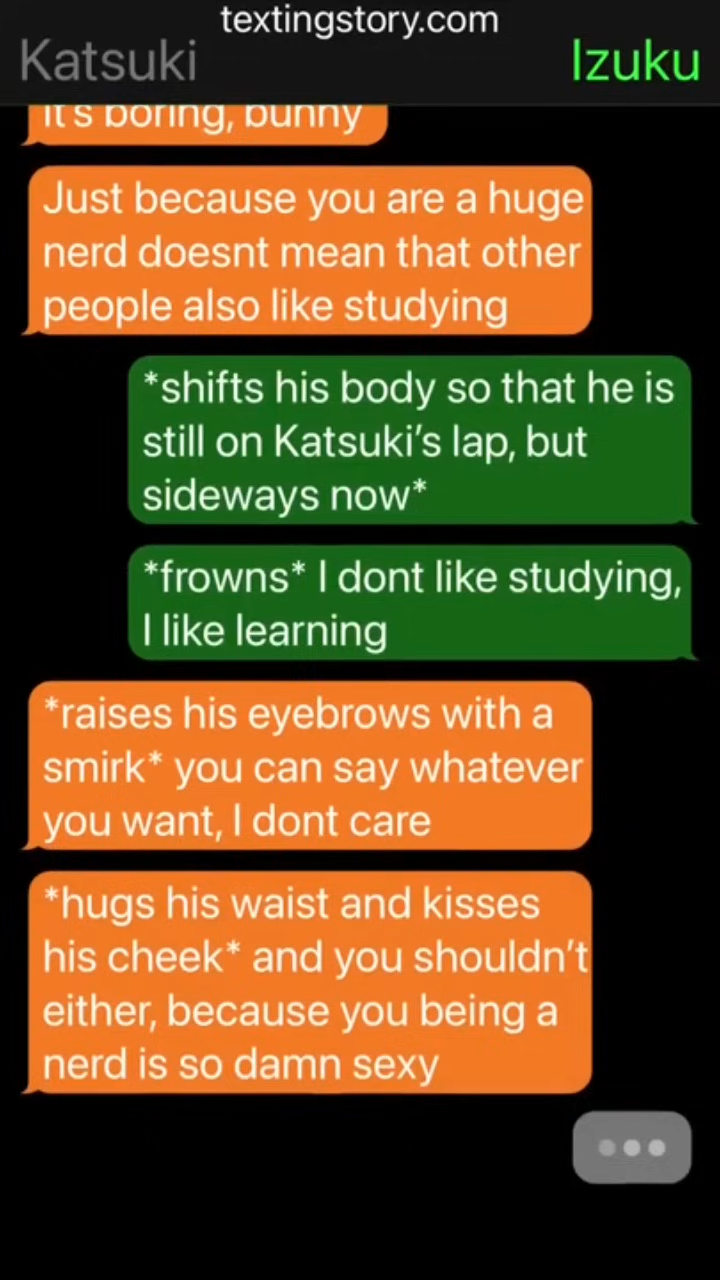 textingstory.com
Katsuki
Izuku
it's boring, bunny
Just because you are a huge
nerd doesnt mean that other
people also like studying
*shifts his body so that he is
still on Katsuki's lap, but
sideways now*
*frowns* I dont like studying,
I like learning
*raises his eyebrows with a
smirk* you can say whatever
you want, I dont care
*hugs his waist and kisses
his cheek* and you shouldn't
either, because you being a
nerd is so damn sexy